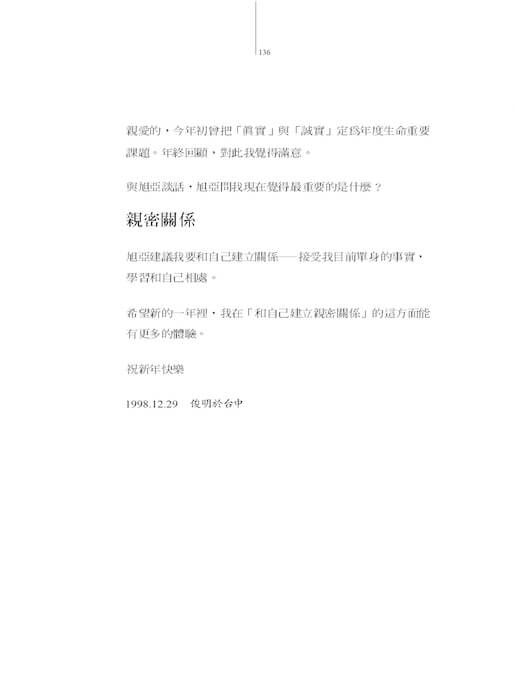 136
親愛的，今年初曾把「眞實」與「誠實」定爲年度生命重要
課題。年終回顧，對此我覺得滿意。
與旭亞談話，旭亞問我現在覺得最重要的是什麼？
親密關係
旭亞建議我要和自己建立關係──接受我目前單身的事實，
學習和自己相處。
希望新的一年裡，我在「和自己建立親密關係」的這方面能
有更多的體驗。
祝新年快樂
1998.12.29 俊明於台中